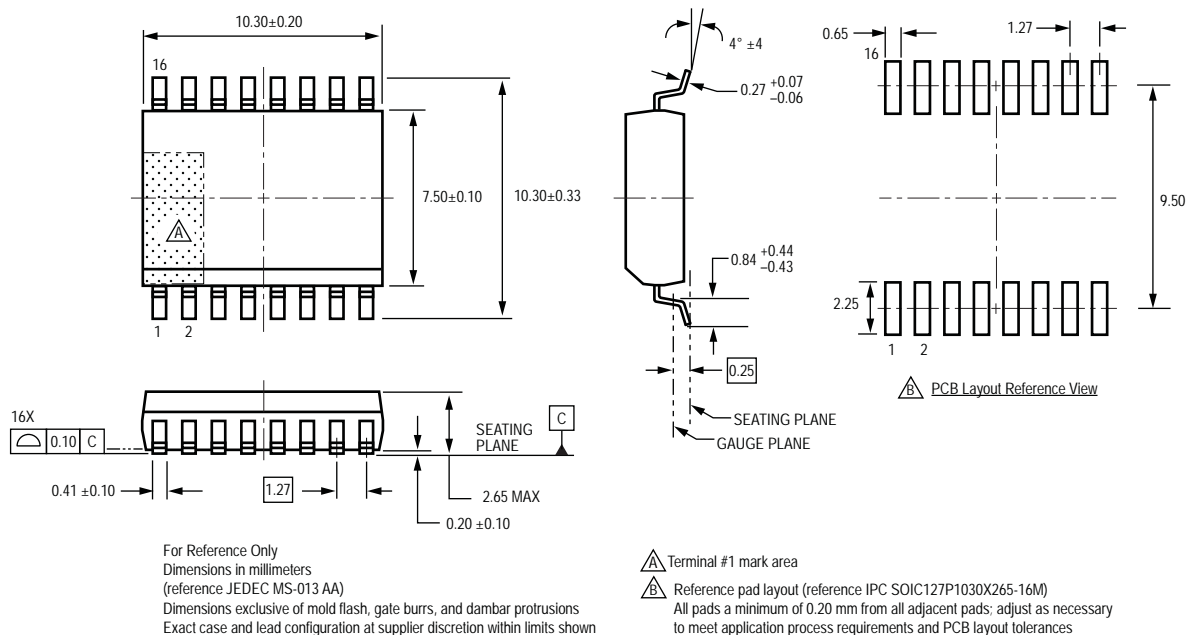 10.30±0.20
16
7.50±0.10
10.30±0.33
A
1 2
4° ±4
0.27 +0.07
–0.06
0.84 +0.44
–0.43
0.25
SEATING PLANE
GAUGE PLANE
0.65
1.27
16
9.50
2.25
1 2
B PCB Layout Reference View
16X
0.10 C
SEATING
PLANE
C
0.41 ±0.10
1.27
2.65 MAX
0.20 ±0.10
For Reference Only
Dimensions in millimeters
(reference JEDEC MS-013 AA)
Dimensions exclusive of mold flash, gate burrs, and dambar protrusions
Exact case and lead configuration at supplier discretion within limits shown
A Terminal #1 mark area
B Reference pad layout (reference IPC SOIC127P1030X265-16M)
All pads a minimum of 0.20 mm from all adjacent pads; adjust as necessary
to meet application process requirements and PCB layout tolerances